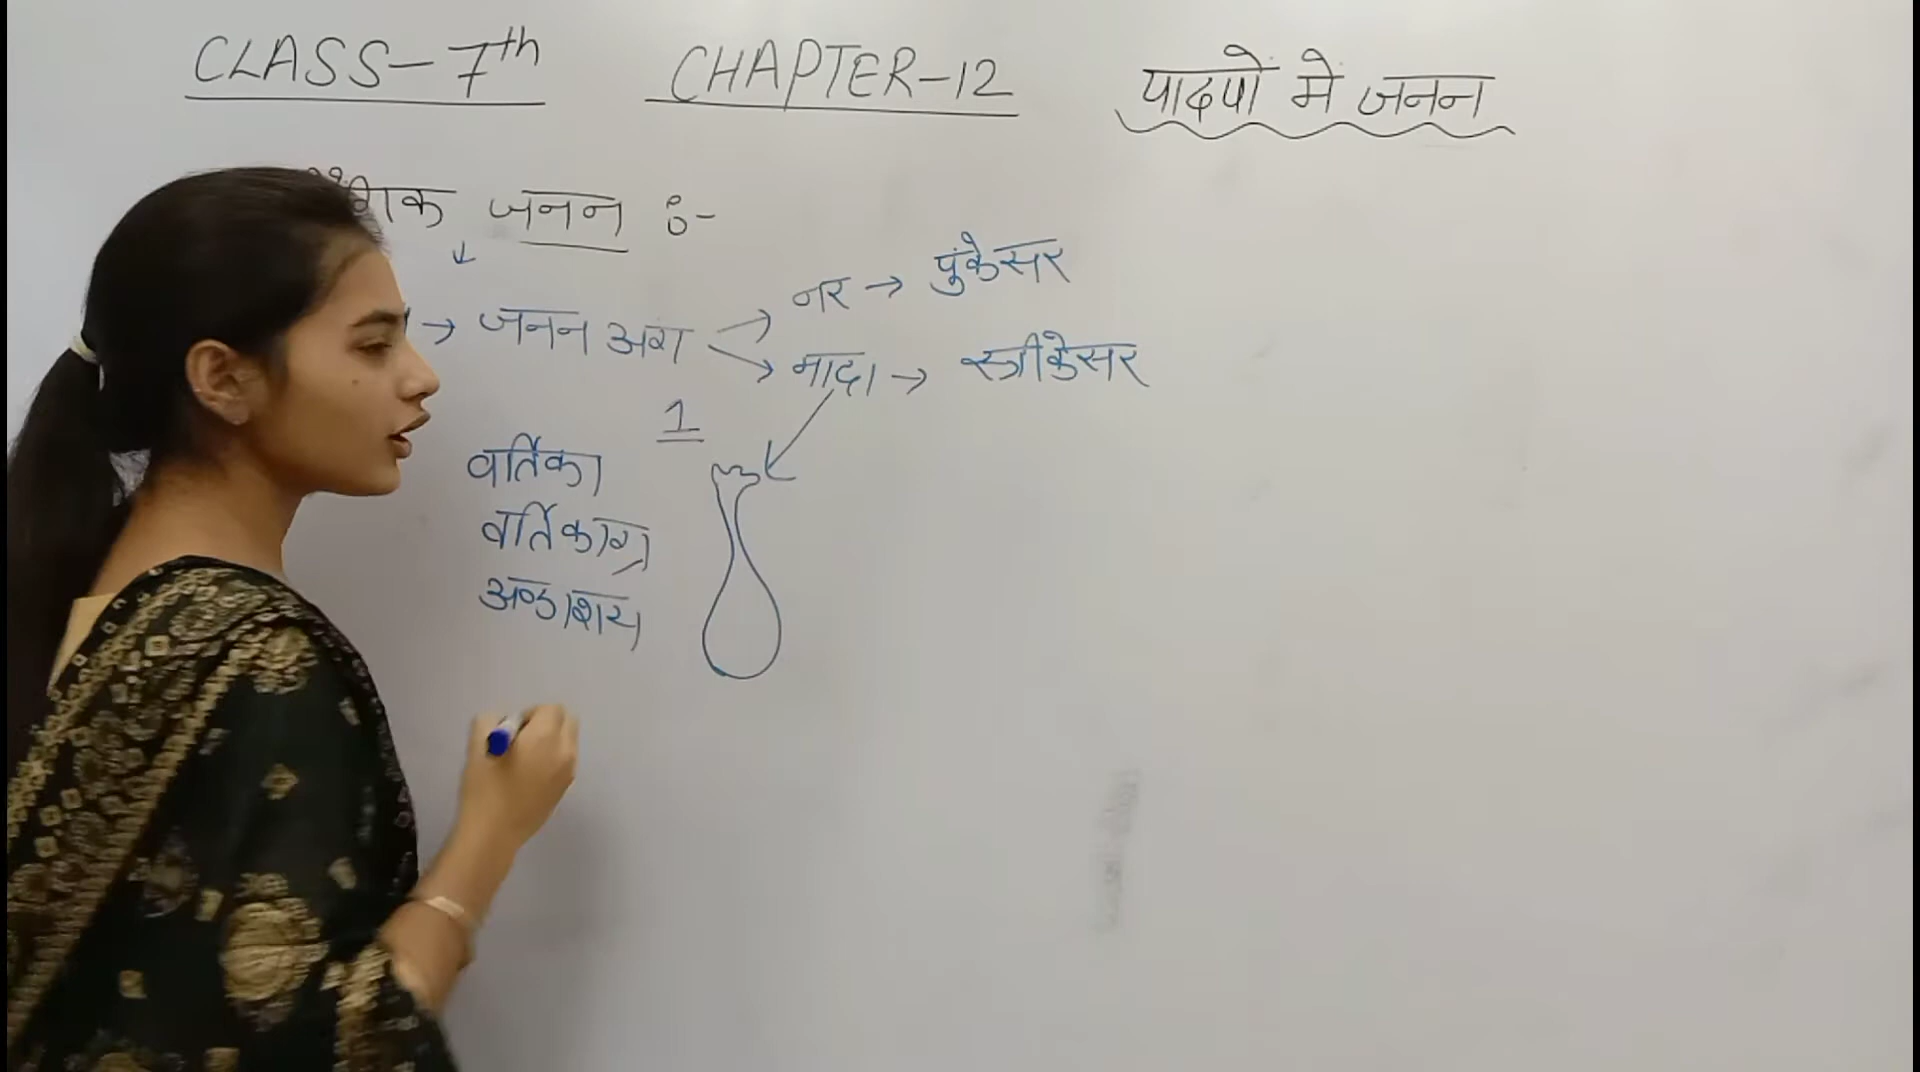 CLASS-7th CHAPTER-12 पादपों में जनन
जनन :-
→ जनन अंग → नर → पुंकेसर
→ मादा → स्त्रीकेसर
1
वर्तिका
वर्तिकाग्र
अण्डाशय